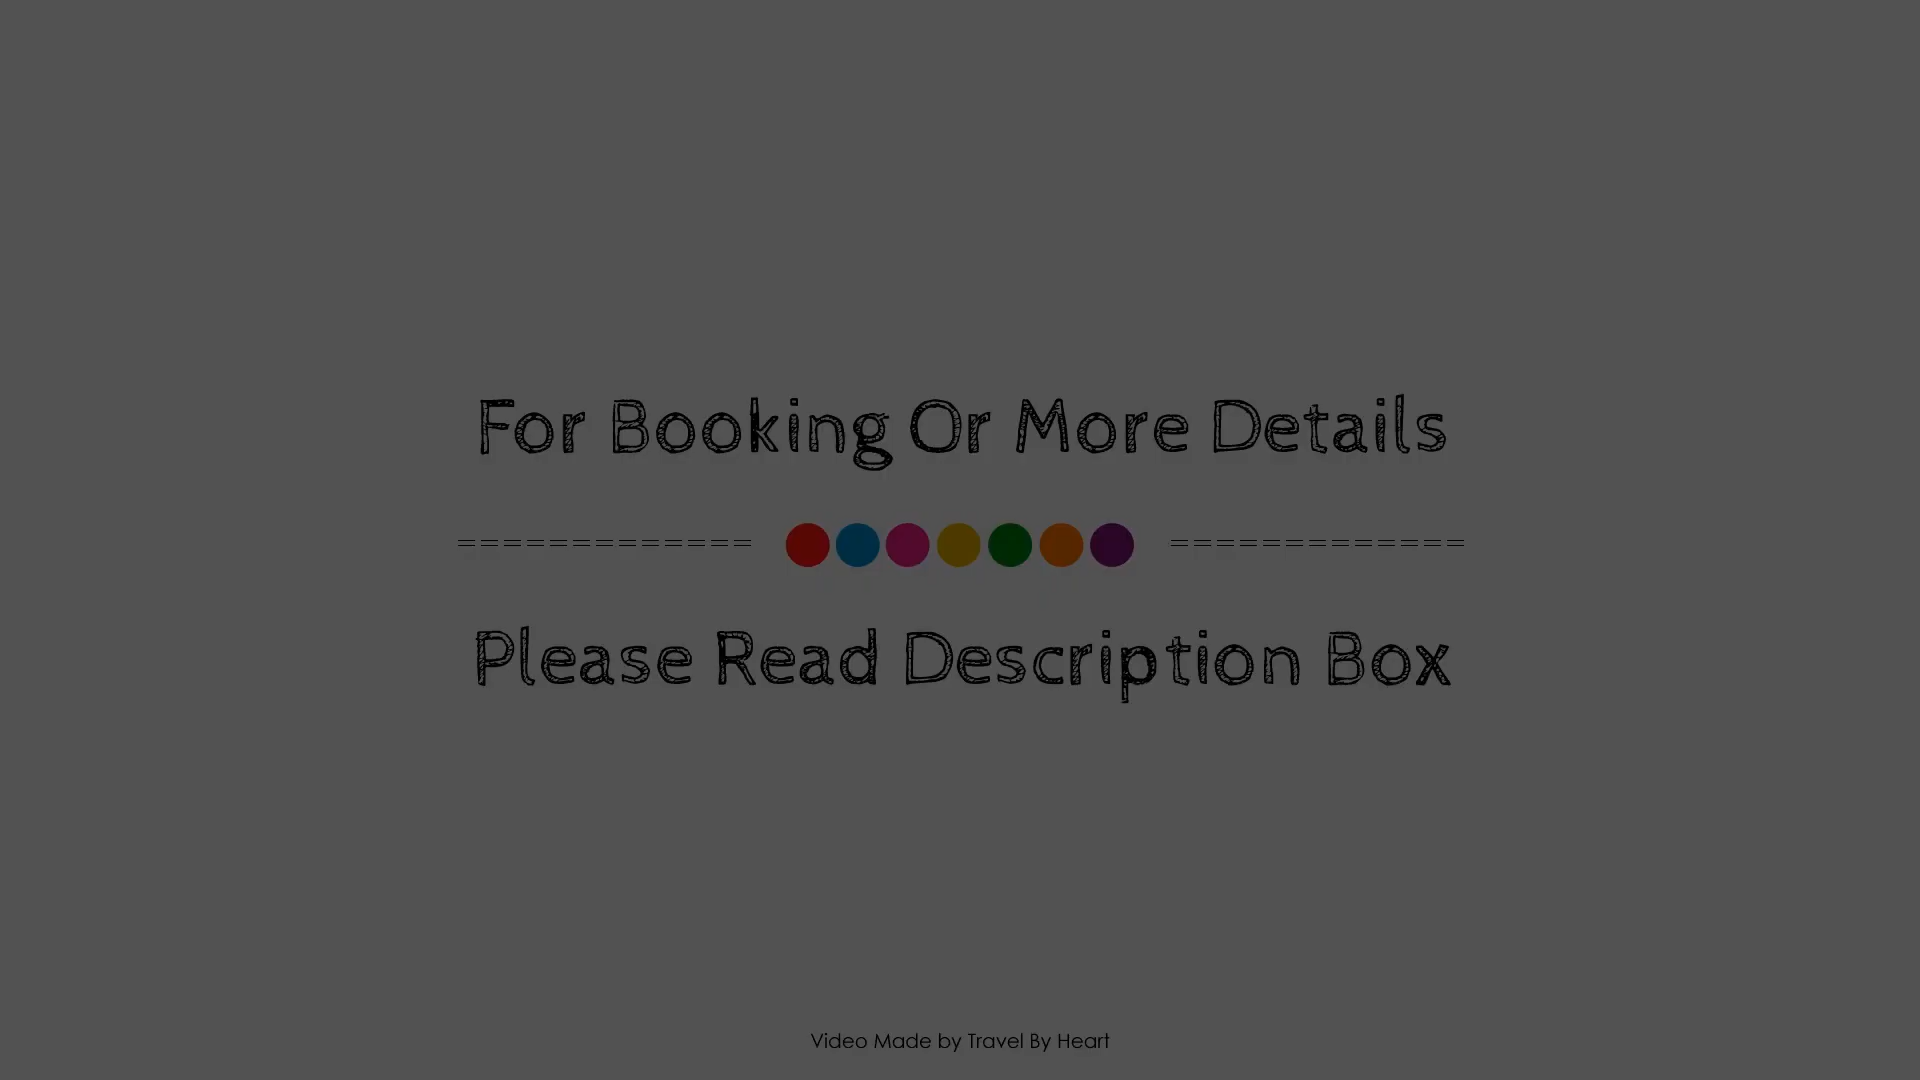 For Booking Or More Details
============= =============
Please Read Description Box
Video Made by Travel By Heart